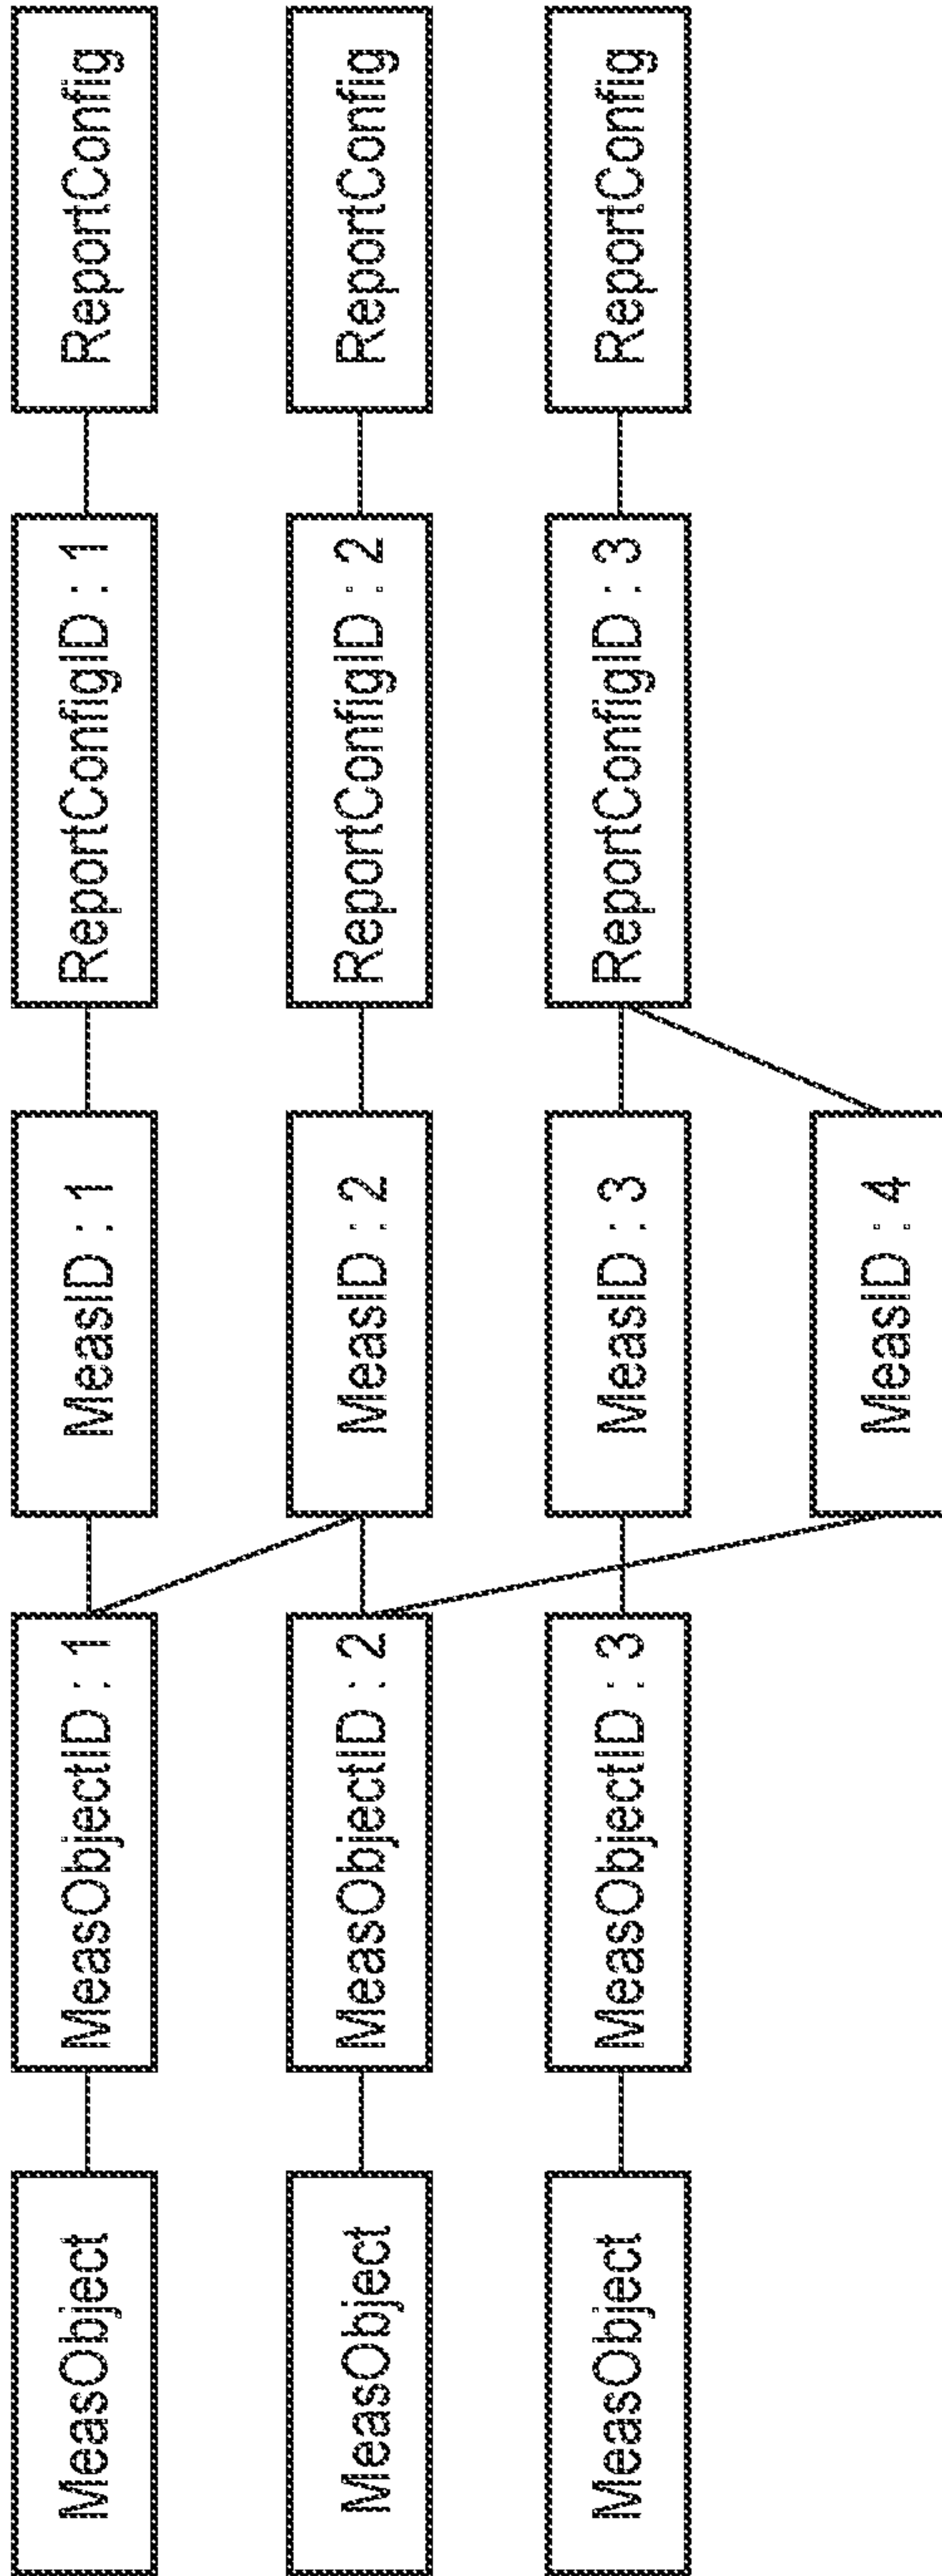 MeasObject
MeasObjectID : 1
MeasID : 1
ReportConfigID : 1
ReportConfig
MeasObject
MeasObjectID : 2
MeasID : 2
ReportConfigID : 2
ReportConfig
MeasObject
MeasObjectID : 3
MeasID : 3
ReportConfigID : 3
ReportConfig
MeasID : 4